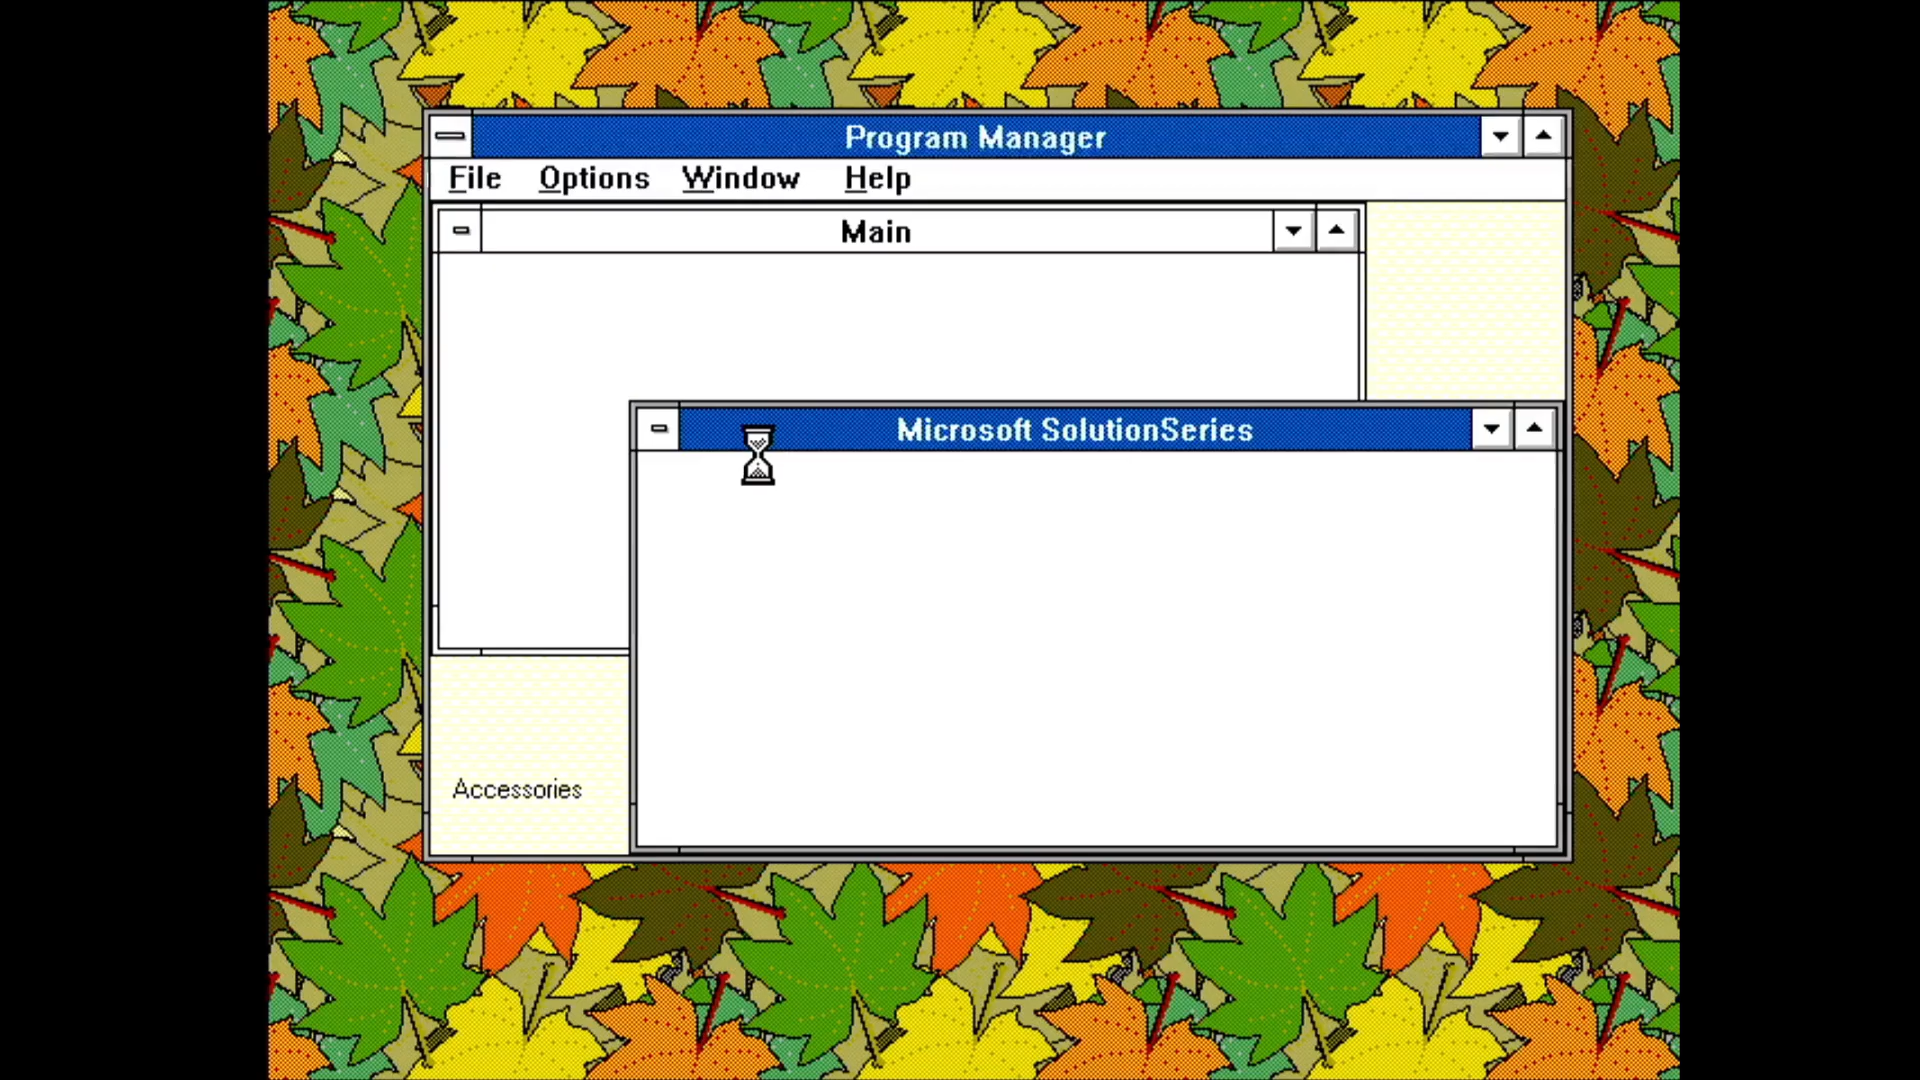 Program Manager
File Options Window Help
Main
Microsoft SolutionSeries
Accessories